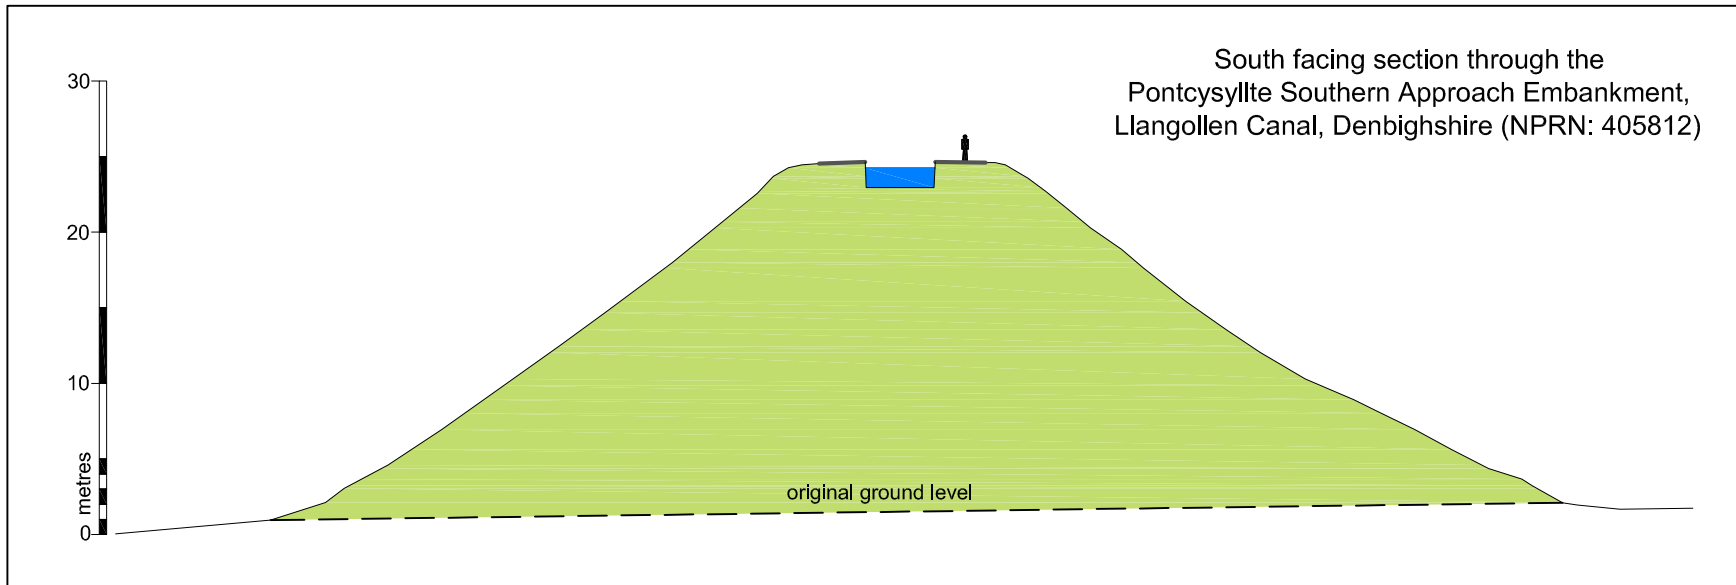 South facing section through the
Pontcysyllte Southern Approach Embankment,
Llangollen Canal, Denbighshire (NPRN: 405812)
30
20
10
0
metres
original ground level